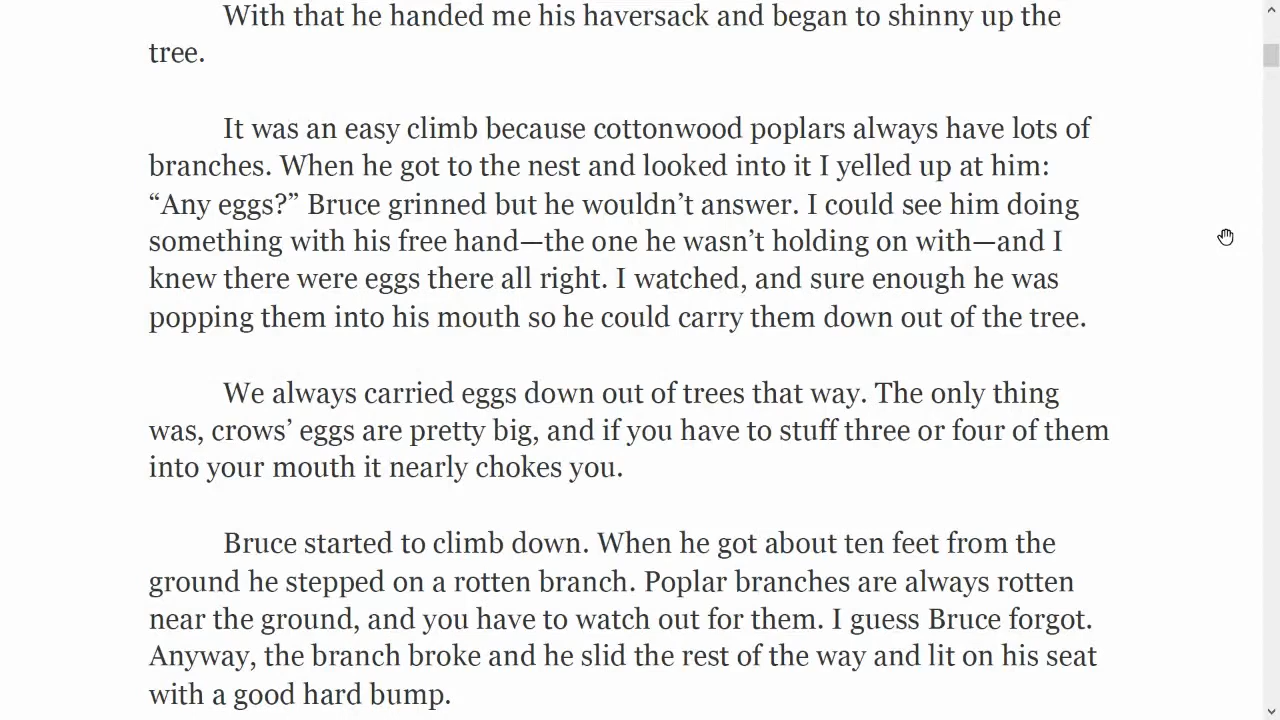 With that he handed me his haversack and began to shinny up the
tree.
It was an easy climb because cottonwood poplars always have lots of
branches. When he got to the nest and looked into it I yelled up at him:
“Any eggs?” Bruce grinned but he wouldn’t answer. I could see him doing
something with his free hand—the one he wasn’t holding on with—and I
knew there were eggs there all right. I watched, and sure enough he was
popping them into his mouth so he could carry them down out of the tree.
We always carried eggs down out of trees that way. The only thing
was, crows’ eggs are pretty big, and if you have to stuff three or four of them
into your mouth it nearly chokes you.
Bruce started to climb down. When he got about ten feet from the
ground he stepped on a rotten branch. Poplar branches are always rotten
near the ground, and you have to watch out for them. I guess Bruce forgot.
Anyway, the branch broke and he slid the rest of the way and lit on his seat
with a good hard bump.